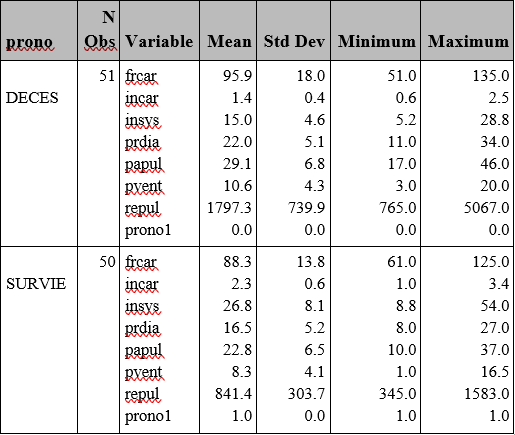 prono N Obs Variable Mean Std Dev Minimum Maximum
DECES 51 frcar 95.9 18.0 51.0 135.0
incar 1.4 0.4 0.6 2.5
insys 15.0 4.6 5.2 28.8
prdia 22.0 5.1 11.0 34.0
papul 29.1 6.8 17.0 46.0
pvent 10.6 4.3 3.0 20.0
repul 1797.3 739.9 765.0 5067.0
prono1 0.0 0.0 0.0 0.0
SURVIE 50 frcar 88.3 13.8 61.0 125.0
incar 2.3 0.6 1.0 3.4
insys 26.8 8.1 8.8 54.0
prdia 16.5 5.2 8.0 27.0
papul 22.8 6.5 10.0 37.0
pvent 8.3 4.1 1.0 16.5
repul 841.4 303.7 345.0 1583.0
prono1 1.0 0.0 1.0 1.0